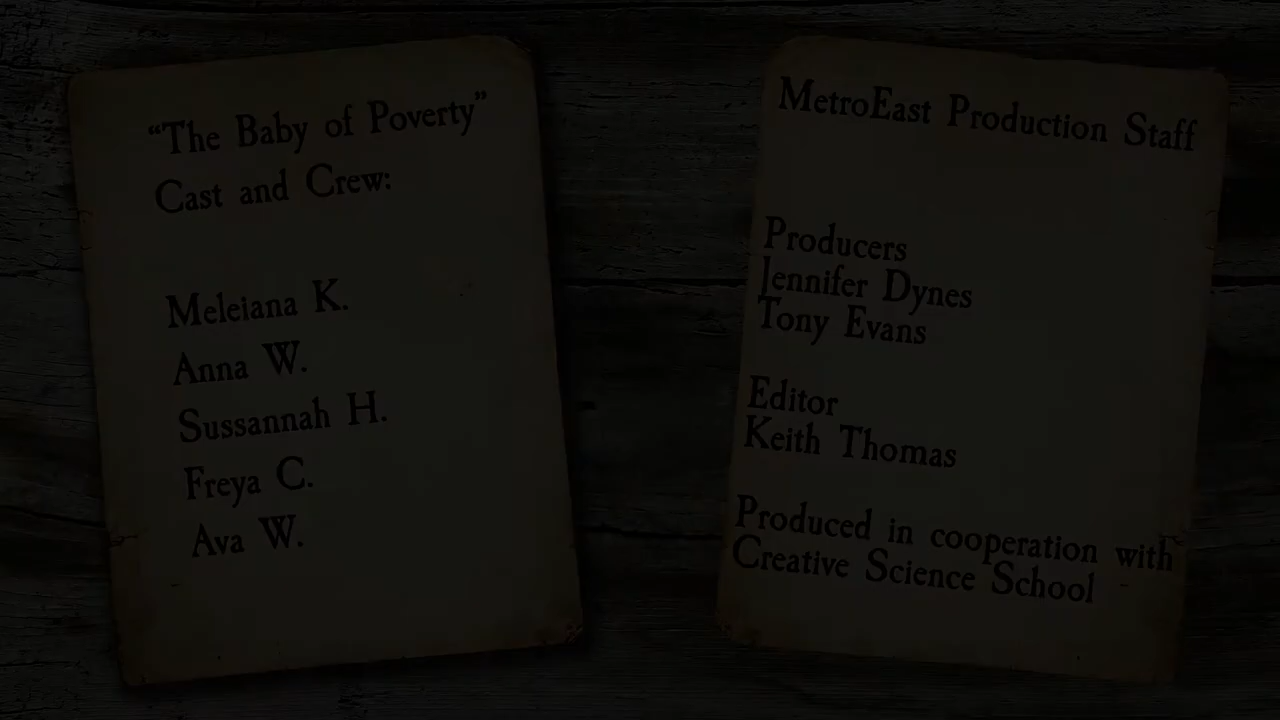 “The Baby of Poverty”
Cast and Crew:
Meleiana K.
Anna W.
Sussannah H.
Freya C.
Ava W.
MetroEast Production Staff
Producers
Jennifer Dynes
Tony Evans
Editor
Keith Thomas
Produced in cooperation with
Creative Science School